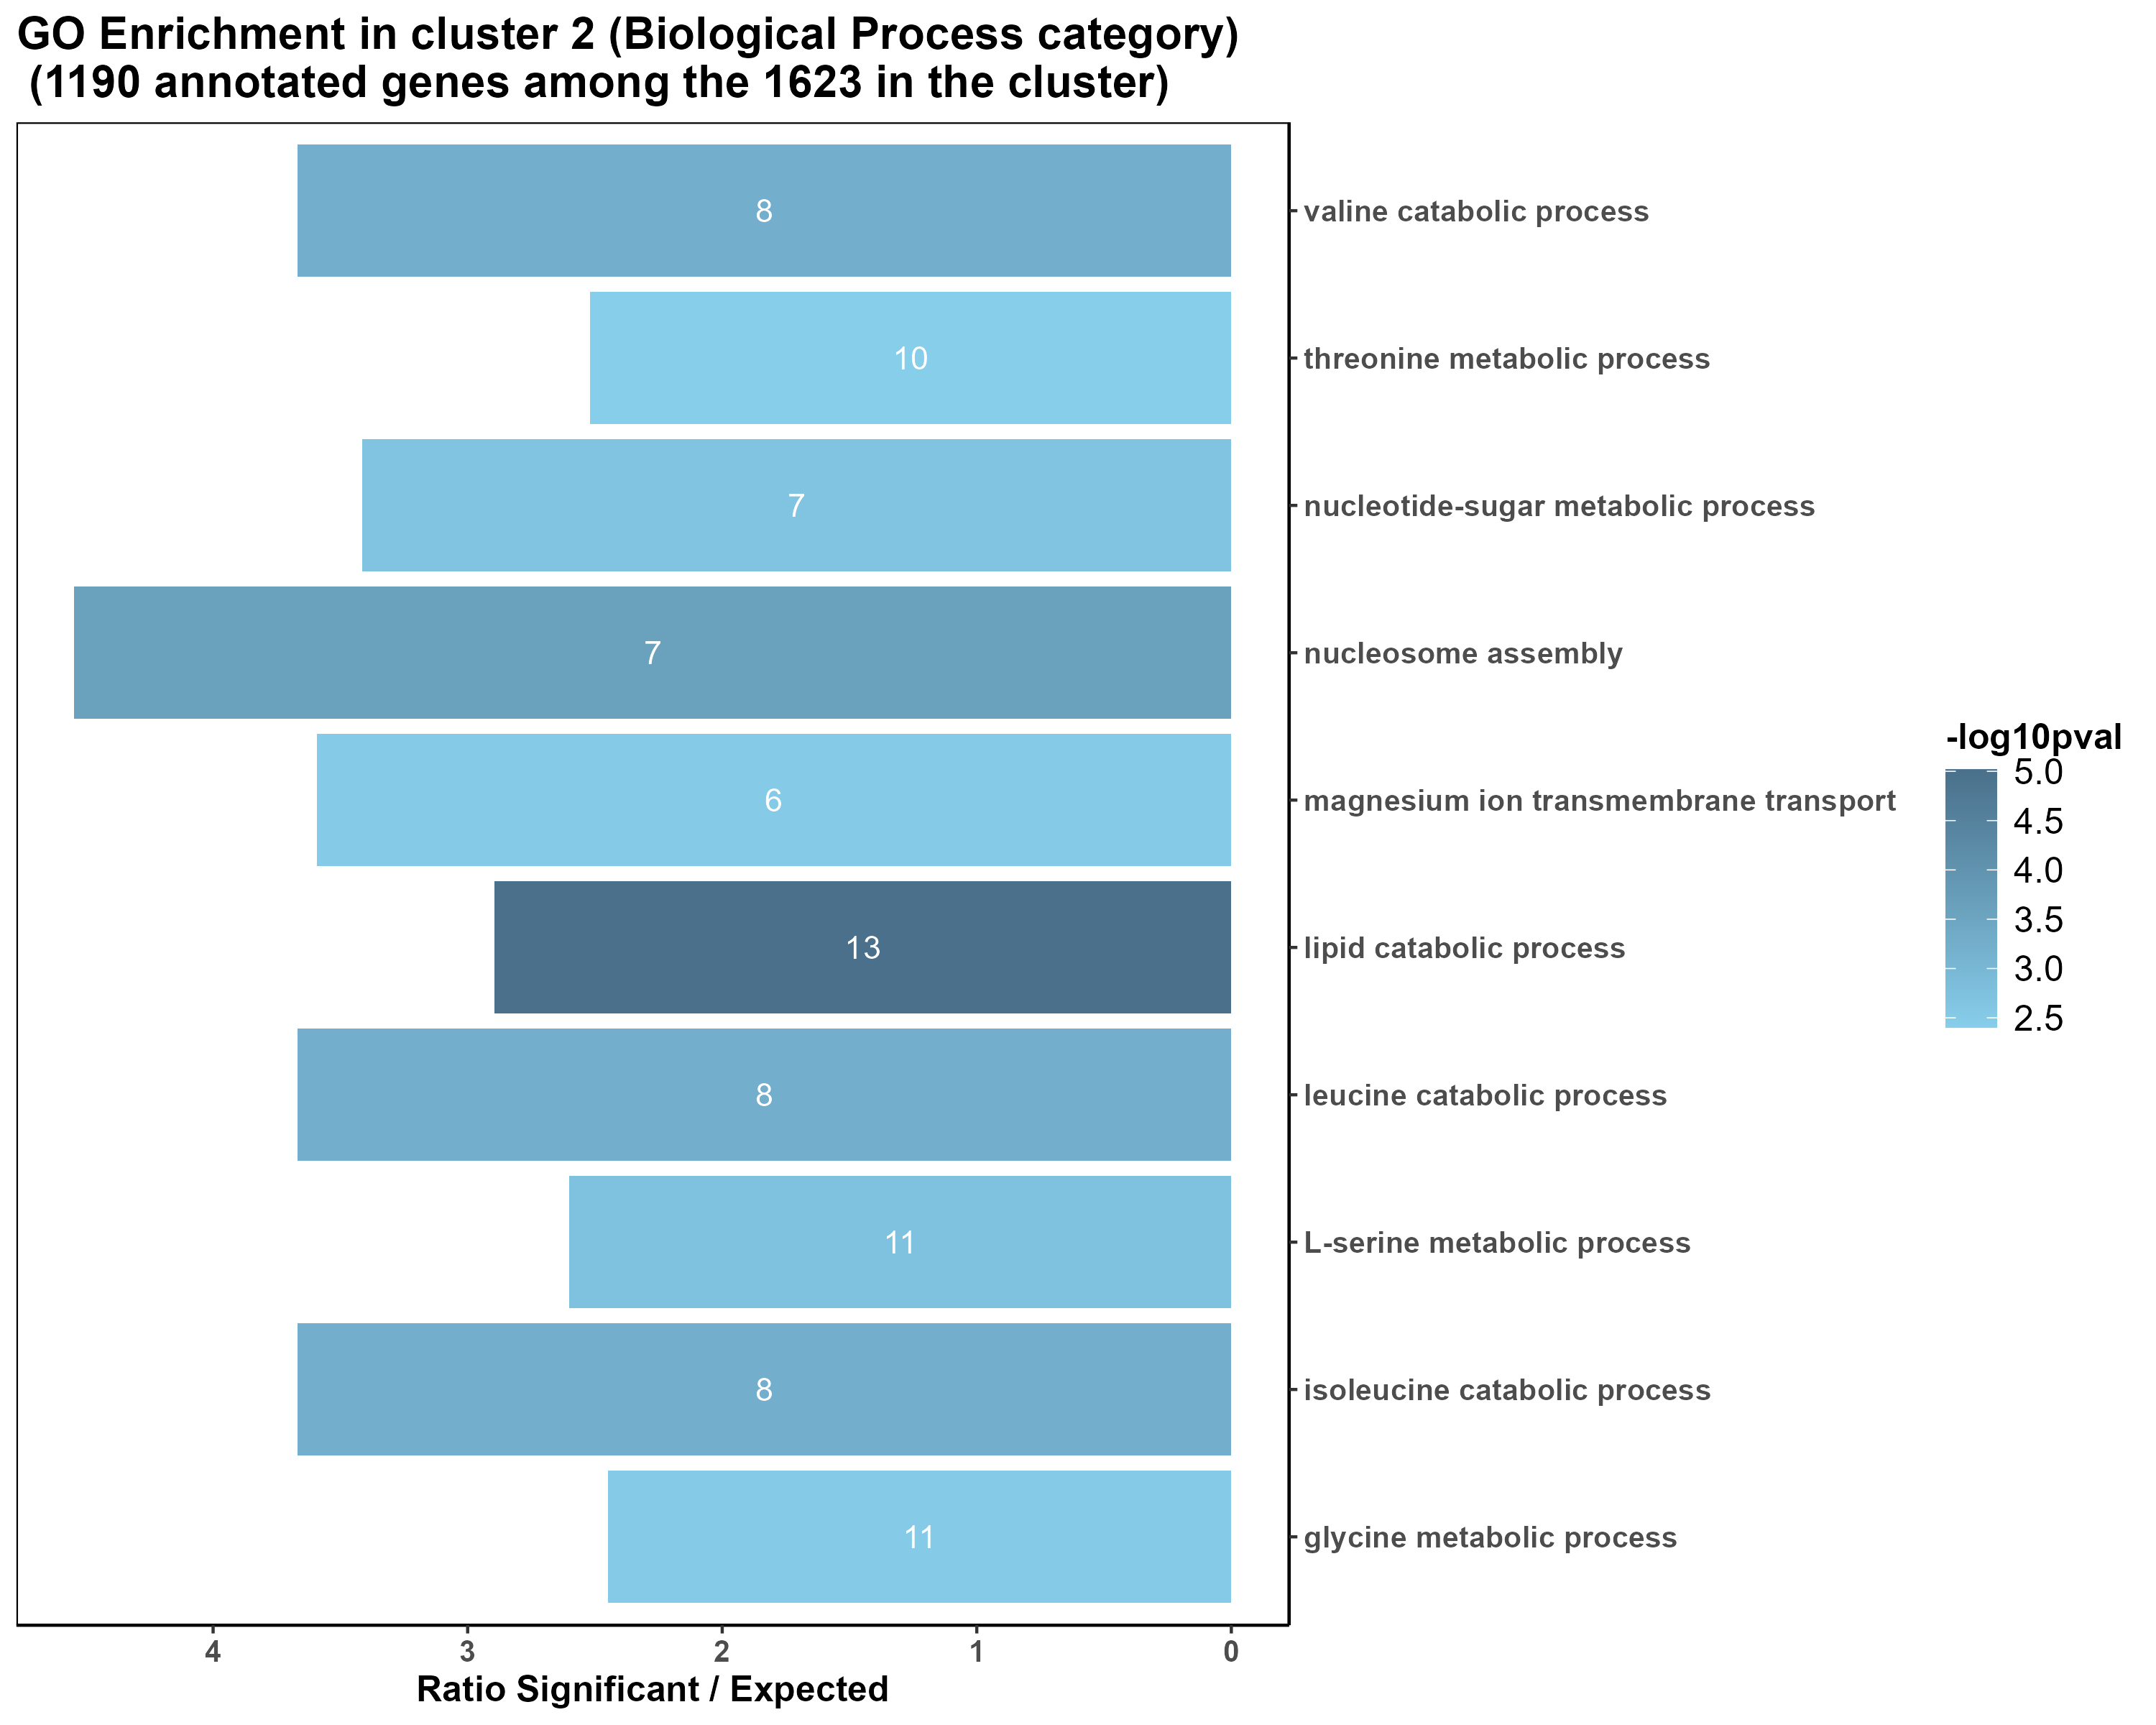 GO Enrichment in cluster 2 (Biological Process category)
(1190 annotated genes among the 1623 in the cluster)
8
valine catabolic process
10
threonine metabolic process
7
nucleotide-sugar metabolic process
7
nucleosome assembly
6
magnesium ion transmembrane transport
13
lipid catabolic process
8
leucine catabolic process
11
L-serine metabolic process
8
isoleucine catabolic process
11
glycine metabolic process
4 3 2 1 0
Ratio Significant / Expected
-log10pval
5.0
4.5
4.0
3.5
3.0
2.5